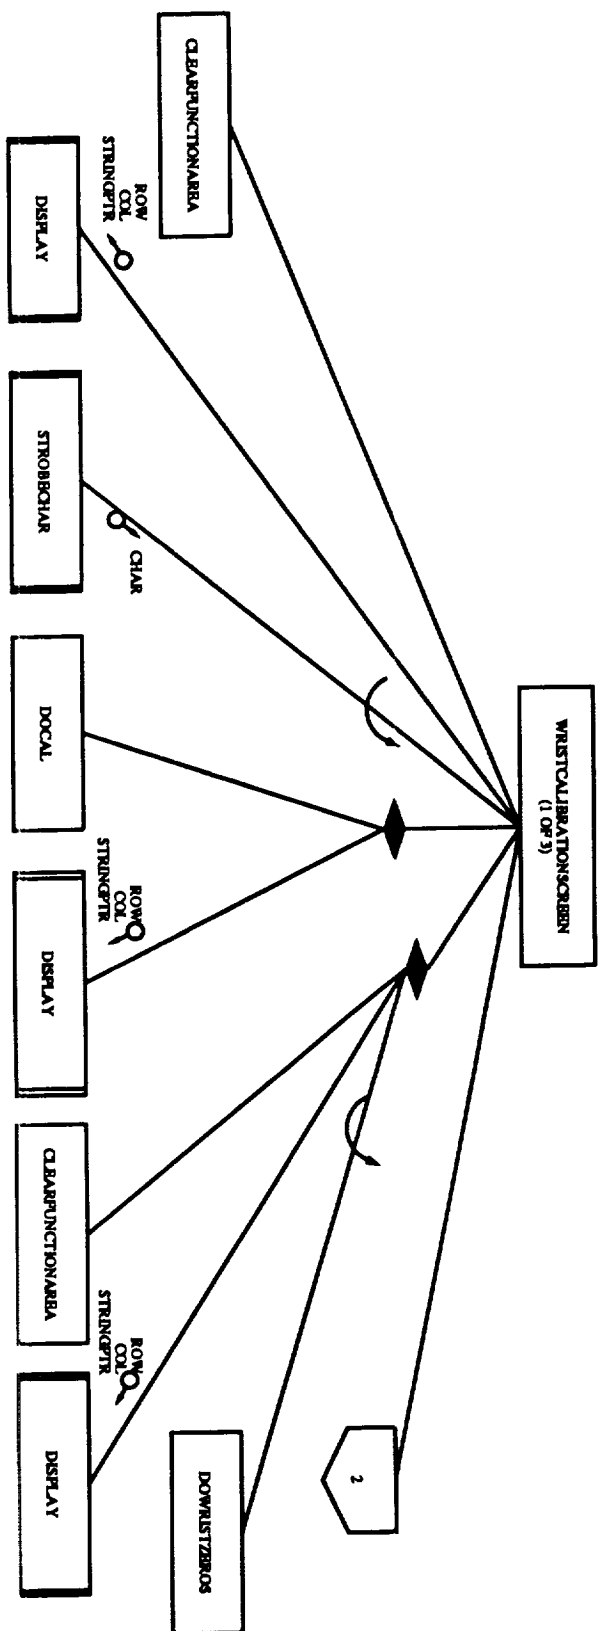 WRISTCALIBRATIONSCREEN
(1 OF 3)
2
CLEARFUNCTIONAREA
DOWRISTZEROS
ROW
COL
STRINGPTR
CHAR
ROW
COL
STRINGPTR
ROW
COL
STRINGPTR
DISPLAY
STROBECHAR
DOCAL
DISPLAY
CLEARFUNCTIONAREA
DISPLAY